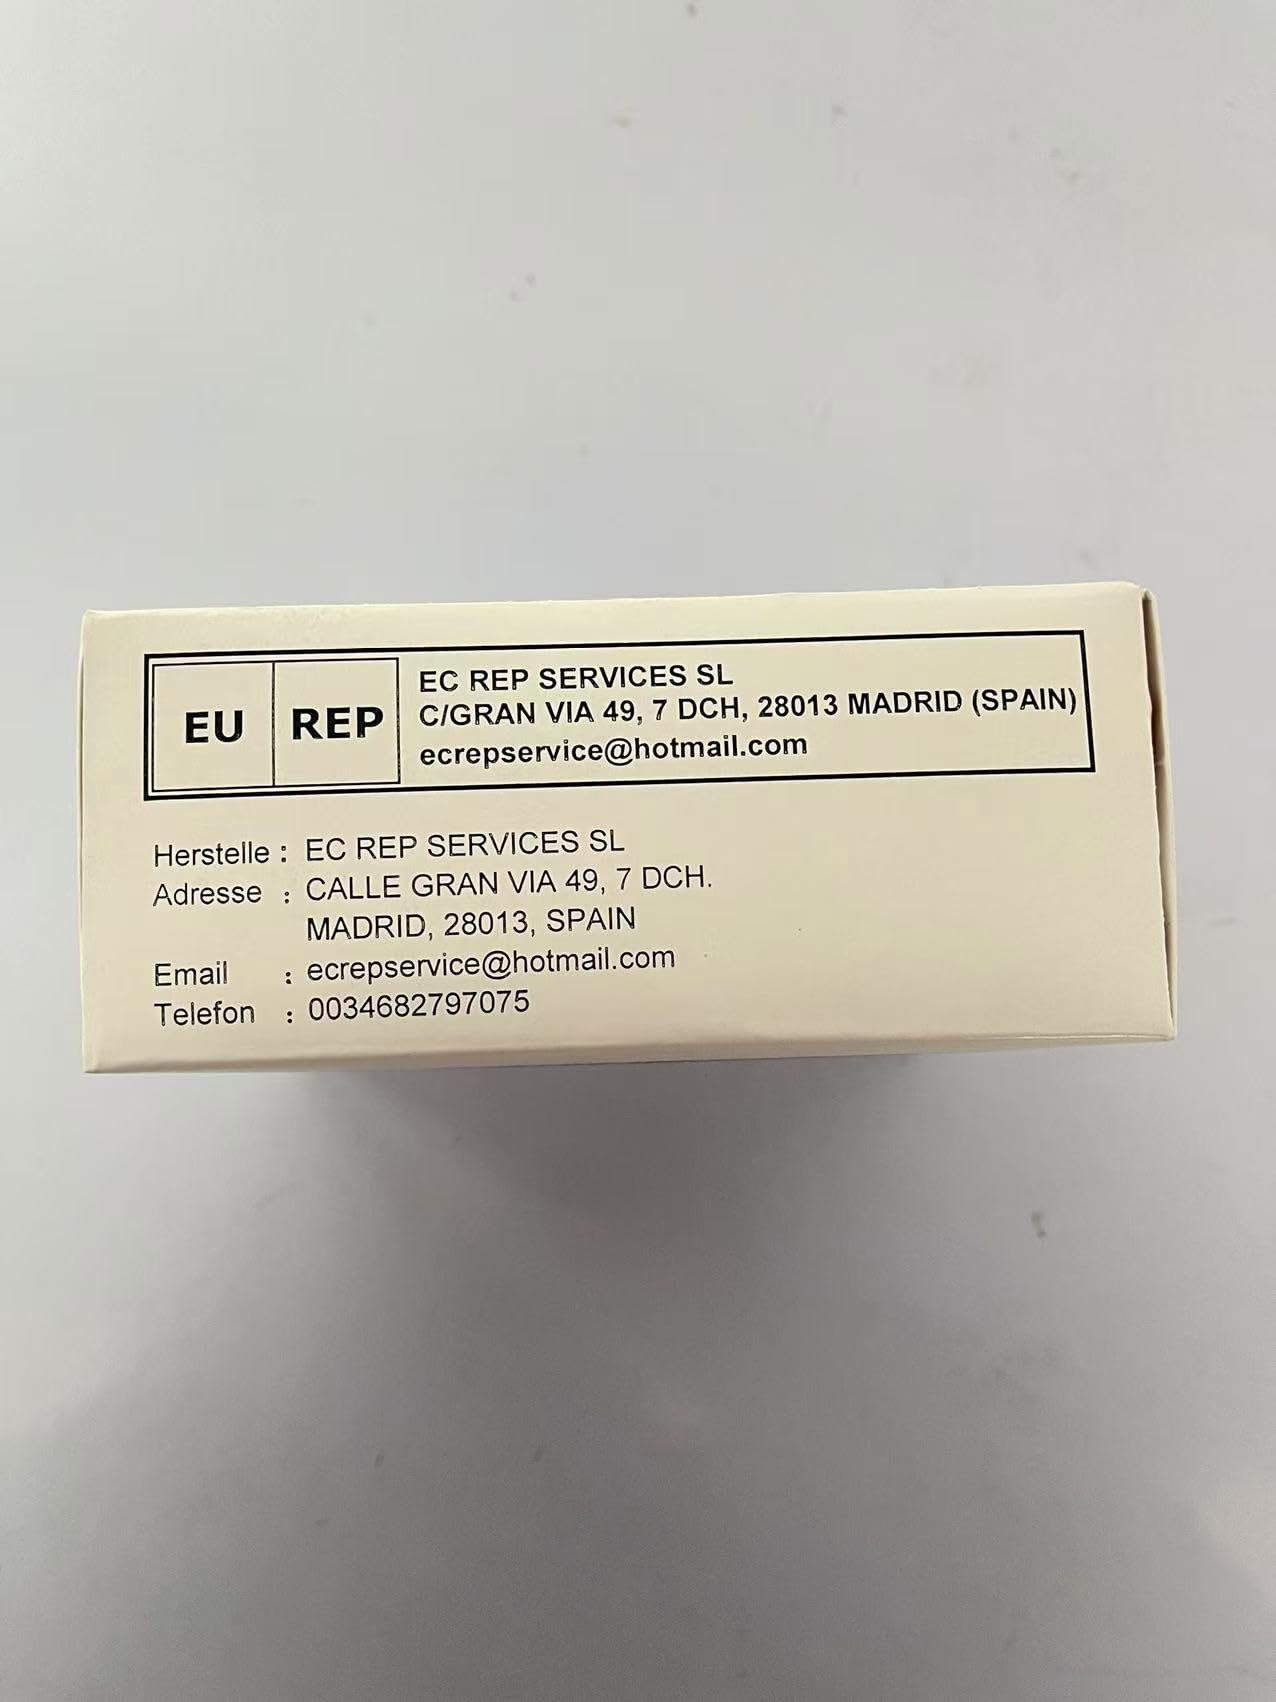 EU REP
EC REP SERVICES SL
C/GRAN VIA 49, 7 DCH, 28013 MADRID (SPAIN)
ecrepservice@hotmail.com
Herstelle : EC REP SERVICES SL
Adresse : CALLE GRAN VIA 49, 7 DCH.
MADRID, 28013, SPAIN
Email : ecrepservice@hotmail.com
Telefon : 0034682797075